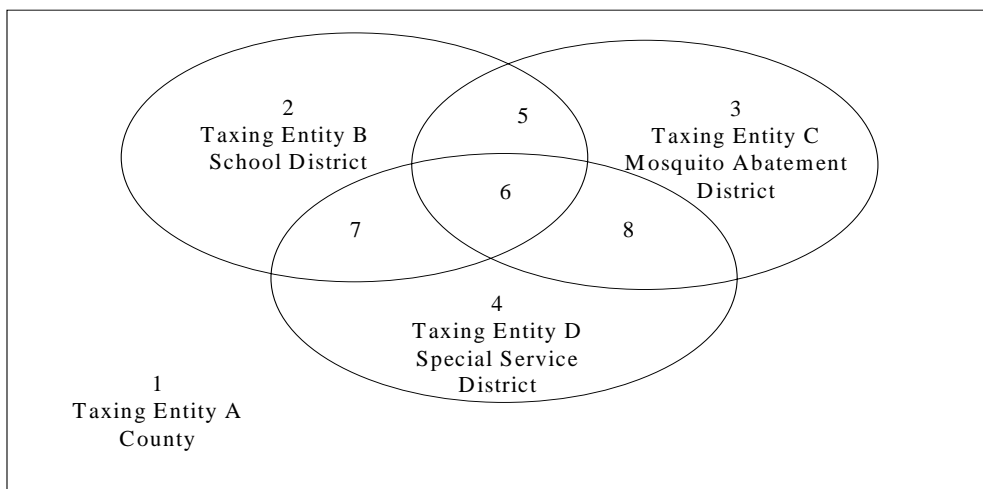 2
Taxing Entity B
School District
5
3
Taxing Entity C
Mosquito Abatement
District
6
7
8
4
Taxing Entity D
Special Service
District
1
Taxing Entity A
County